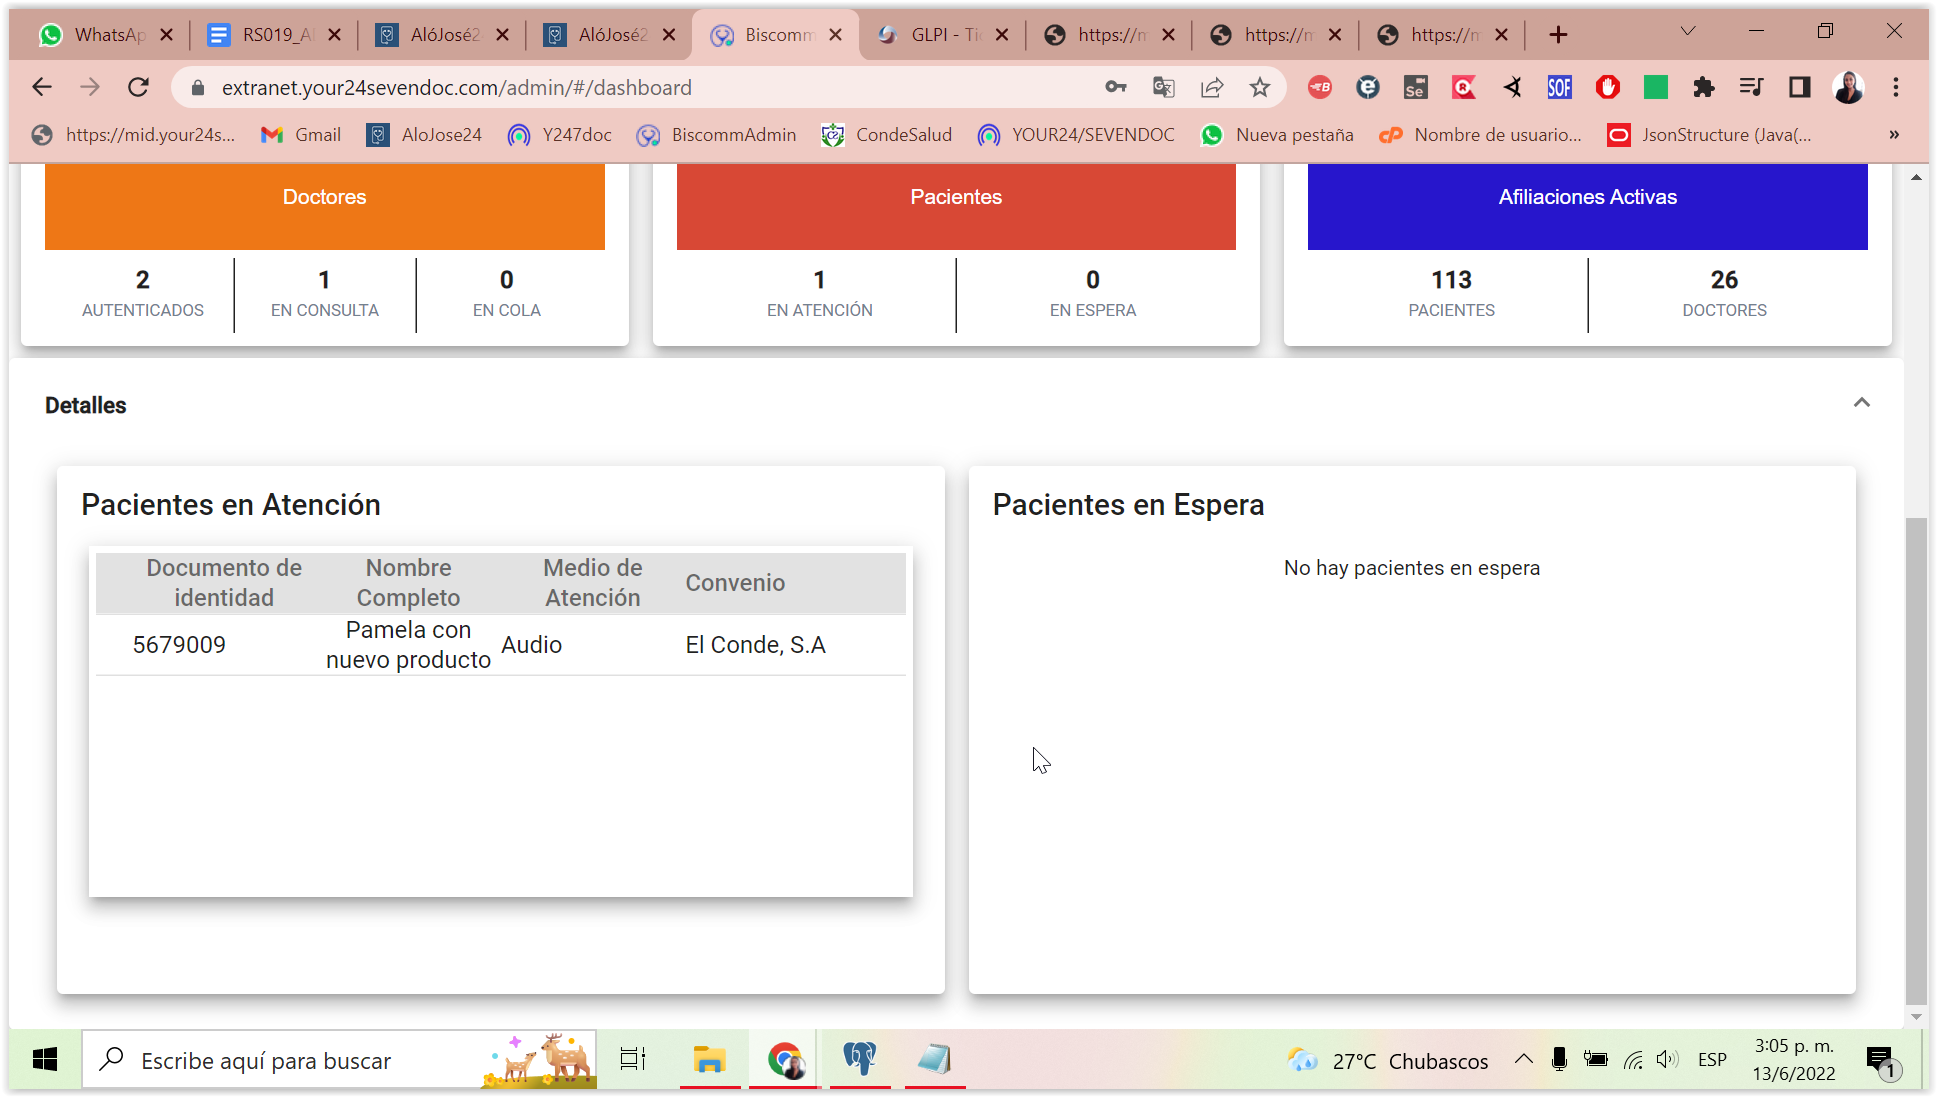 WhatsAp
RS019_A
AlóJosé2
AlóJosé2
Biscomm
GLPI - Tic
https://m
https://m
https://m
extranet.your24sevendoc.com/admin/#/dashboard
https://mid.your24s...
Gmail
AloJose24
Y247doc
BiscommAdmin
CondeSalud
YOUR24/SEVENDOC
Nueva pestaña
Nombre de usuario...
JsonStructure (Java(...
»
Doctores
2
AUTENTICADOS
1
EN CONSULTA
0
EN COLA
Pacientes
1
EN ATENCIÓN
0
EN ESPERA
Afiliaciones Activas
113
PACIENTES
26
DOCTORES
Detalles
Pacientes en Atención
Documento de
identidad
Nombre
Completo
Medio de
Atención
Convenio
5679009
Pamela con
nuevo producto
Audio
El Conde, S.A
Pacientes en Espera
No hay pacientes en espera
Escribe aquí para buscar
27°C Chubascos
ESP
3:05 p. m.
13/6/2022
1